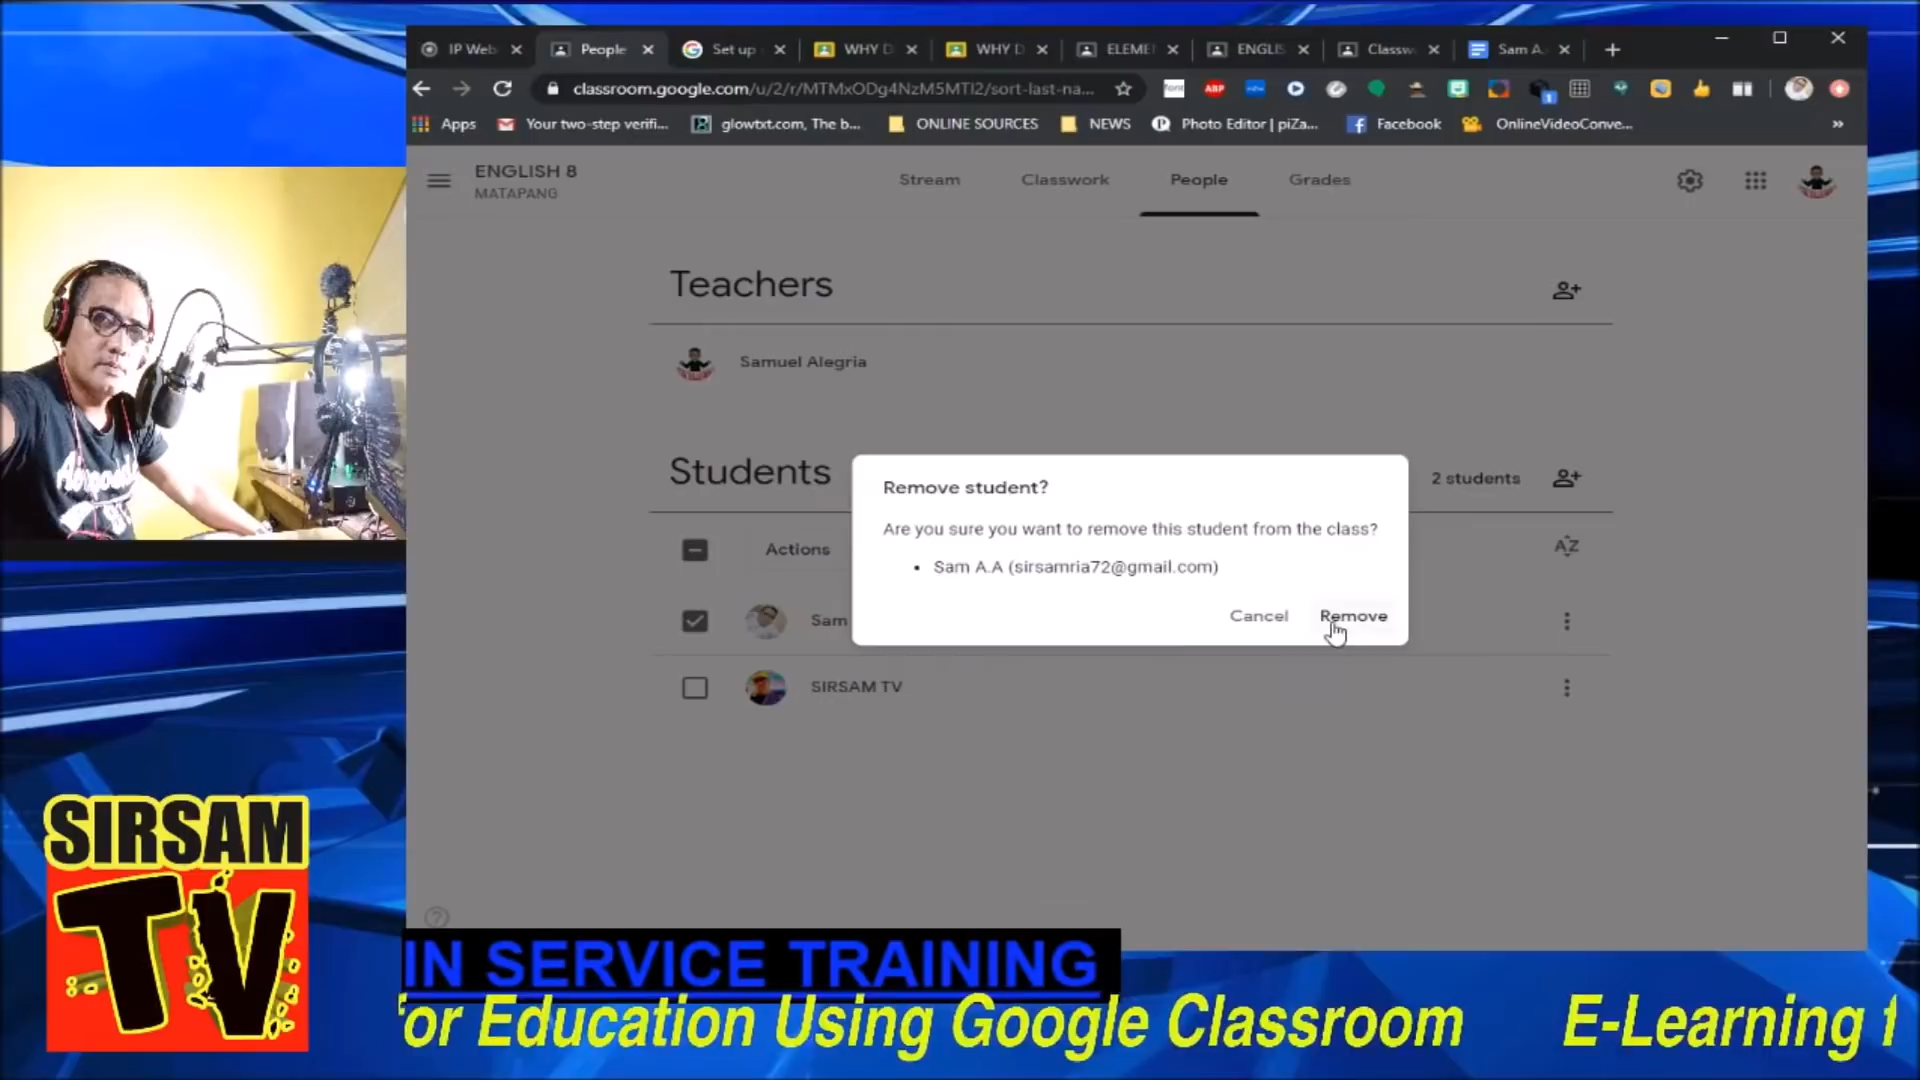 IP Web
People
Set up
WHY D
WHY D
ELEME
ENGLIS
Classw
Sam A.
classroom.google.com/u/2/r/MTMxODg4NzM5MTI2/sort-last-na...
ABP
1
Apps
Your two-step verifi...
glowtxt.com, The b...
ONLINE SOURCES
NEWS
Photo Editor | piZa...
Facebook
OnlineVideoConve...
»
ENGLISH 8
MATAPANG
Stream
Classwork
People
Grades
Teachers
Samuel Alegria
Students
2 students
Remove student?
Are you sure you want to remove this student from the class?
• Sam A.A (sirsamria72@gmail.com)
Cancel
Remove
Actions
AZ
Sam
SIRSAM TV
SIRSAM
TV
IN SERVICE TRAINING
or Education Using Google Classroom E-Learning f